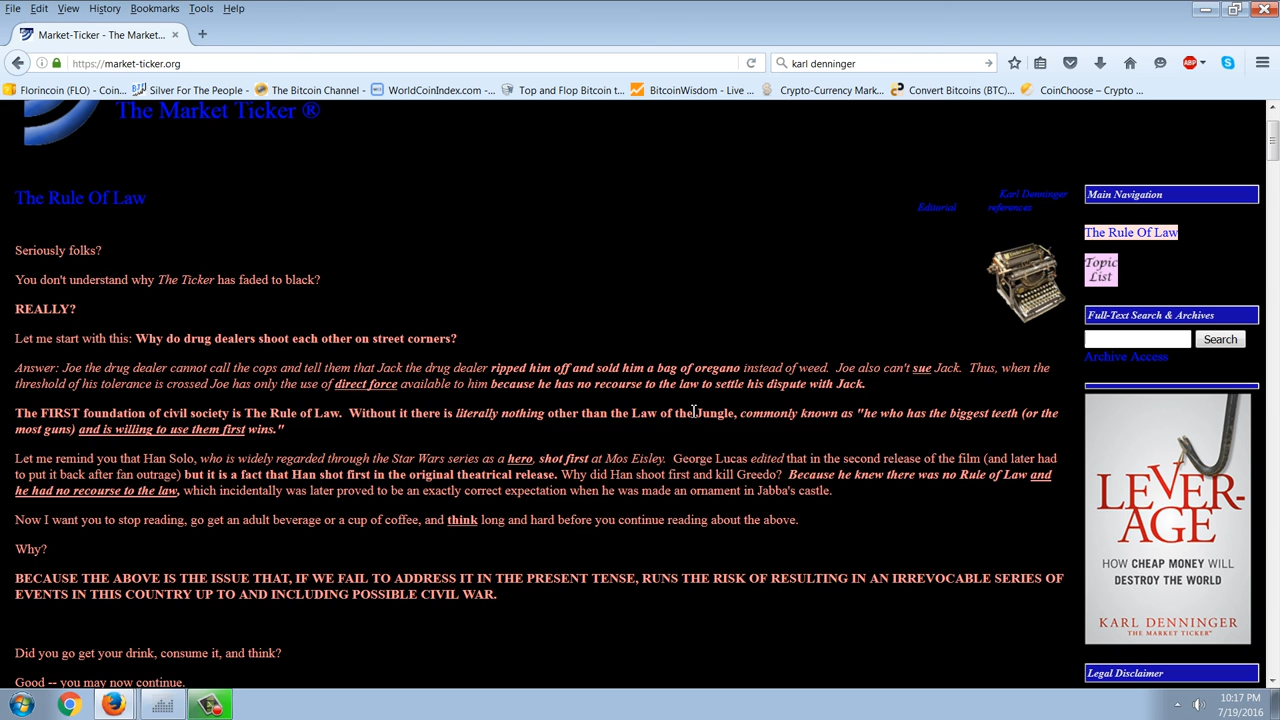 File Edit View History Bookmarks Tools Help
Market-Ticker - The Market...
https://market-ticker.org
karl denninger
Florincoin (FLO) - Coin...
Silver For The People - ...
The Bitcoin Channel - ...
WorldCoinIndex.com - ...
Top and Flop Bitcoin t...
BitcoinWisdom - Live ...
Crypto-Currency Mark...
Convert Bitcoins (BTC)...
CoinChoose – Crypto ...
The Market Ticker ®
The Rule Of Law
Editorial
Karl Denninger
references
Seriously folks?
You don't understand why The Ticker has faded to black?
REALLY?
Let me start with this: Why do drug dealers shoot each other on street corners?
Answer: Joe the drug dealer cannot call the cops and tell them that Jack the drug dealer ripped him off and sold him a bag of oregano instead of weed. Joe also can't sue Jack. Thus, when the
threshold of his tolerance is crossed Joe has only the use of direct force available to him because he has no recourse to the law to settle his dispute with Jack.
The FIRST foundation of civil society is The Rule of Law. Without it there is literally nothing other than the Law of the Jungle, commonly known as "he who has the biggest teeth (or the
most guns) and is willing to use them first wins."
Let me remind you that Han Solo, who is widely regarded through the Star Wars series as a hero, shot first at Mos Eisley. George Lucas edited that in the second release of the film (and later had
to put it back after fan outrage) but it is a fact that Han shot first in the original theatrical release. Why did Han shoot first and kill Greedo? Because he knew there was no Rule of Law and
he had no recourse to the law, which incidentally was later proved to be an exactly correct expectation when he was made an ornament in Jabba's castle.
Now I want you to stop reading, go get an adult beverage or a cup of coffee, and think long and hard before you continue reading about the above.
Why?
BECAUSE THE ABOVE IS THE ISSUE THAT, IF WE FAIL TO ADDRESS IT IN THE PRESENT TENSE, RUNS THE RISK OF RESULTING IN AN IRREVOCABLE SERIES OF
EVENTS IN THIS COUNTRY UP TO AND INCLUDING POSSIBLE CIVIL WAR.
Did you go get your drink, consume it, and think?
Good -- you may now continue.
Main Navigation
The Rule Of Law
Topic
List
Full-Text Search & Archives
Search
Archive Access
LEVER-
AGE
HOW CHEAP MONEY WILL
DESTROY THE WORLD
KARL DENNINGER
THE MARKET TICKER™
Legal Disclaimer
ABP
10:17 PM
7/19/2016